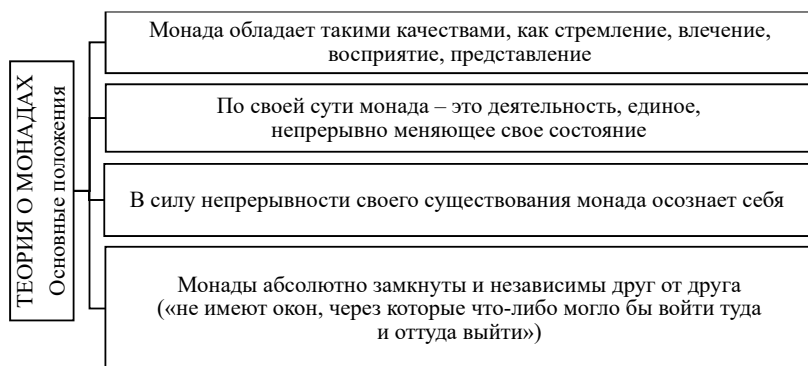 ТЕОРИЯ О МОНАДАХ
Основные положения
Монада обладает такими качествами, как стремление, влечение,
восприятие, представление
По своей сути монада – это деятельность, единое,
непрерывно меняющее свое состояние
В силу непрерывности своего существования монада осознает себя
Монады абсолютно замкнуты и независимы друг от друга
(«не имеют окон, через которые что-либо могло бы войти туда
и оттуда выйти»)